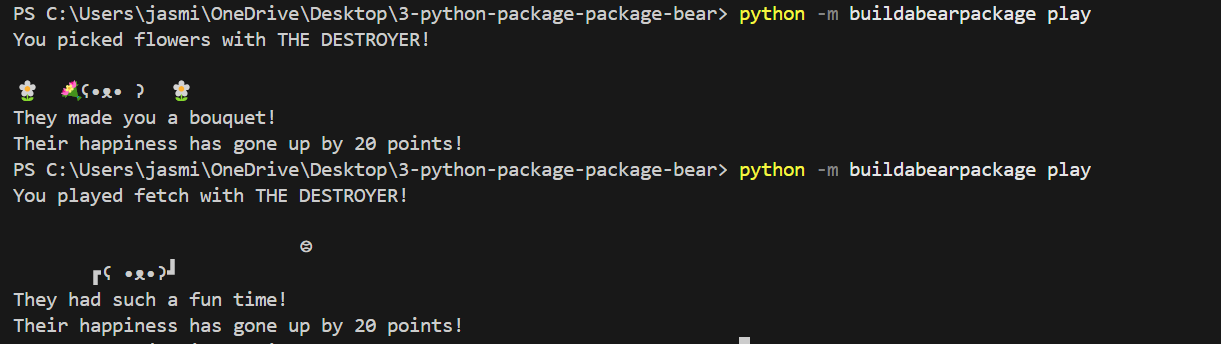 PS C:\Users\jasmi\OneDrive\Desktop\3-python-package-package-bear> python -m buildabearpackage play
You picked flowers with THE DESTROYER!
🌼  💐ʕ•ᴥ• ʔ  🌼
They made you a bouquet!
Their happiness has gone up by 20 points!
PS C:\Users\jasmi\OneDrive\Desktop\3-python-package-package-bear> python -m buildabearpackage play
You played fetch with THE DESTROYER!
⊜
┏ʕ •ᴥ•ʔ┛
They had such a fun time!
Their happiness has gone up by 20 points!